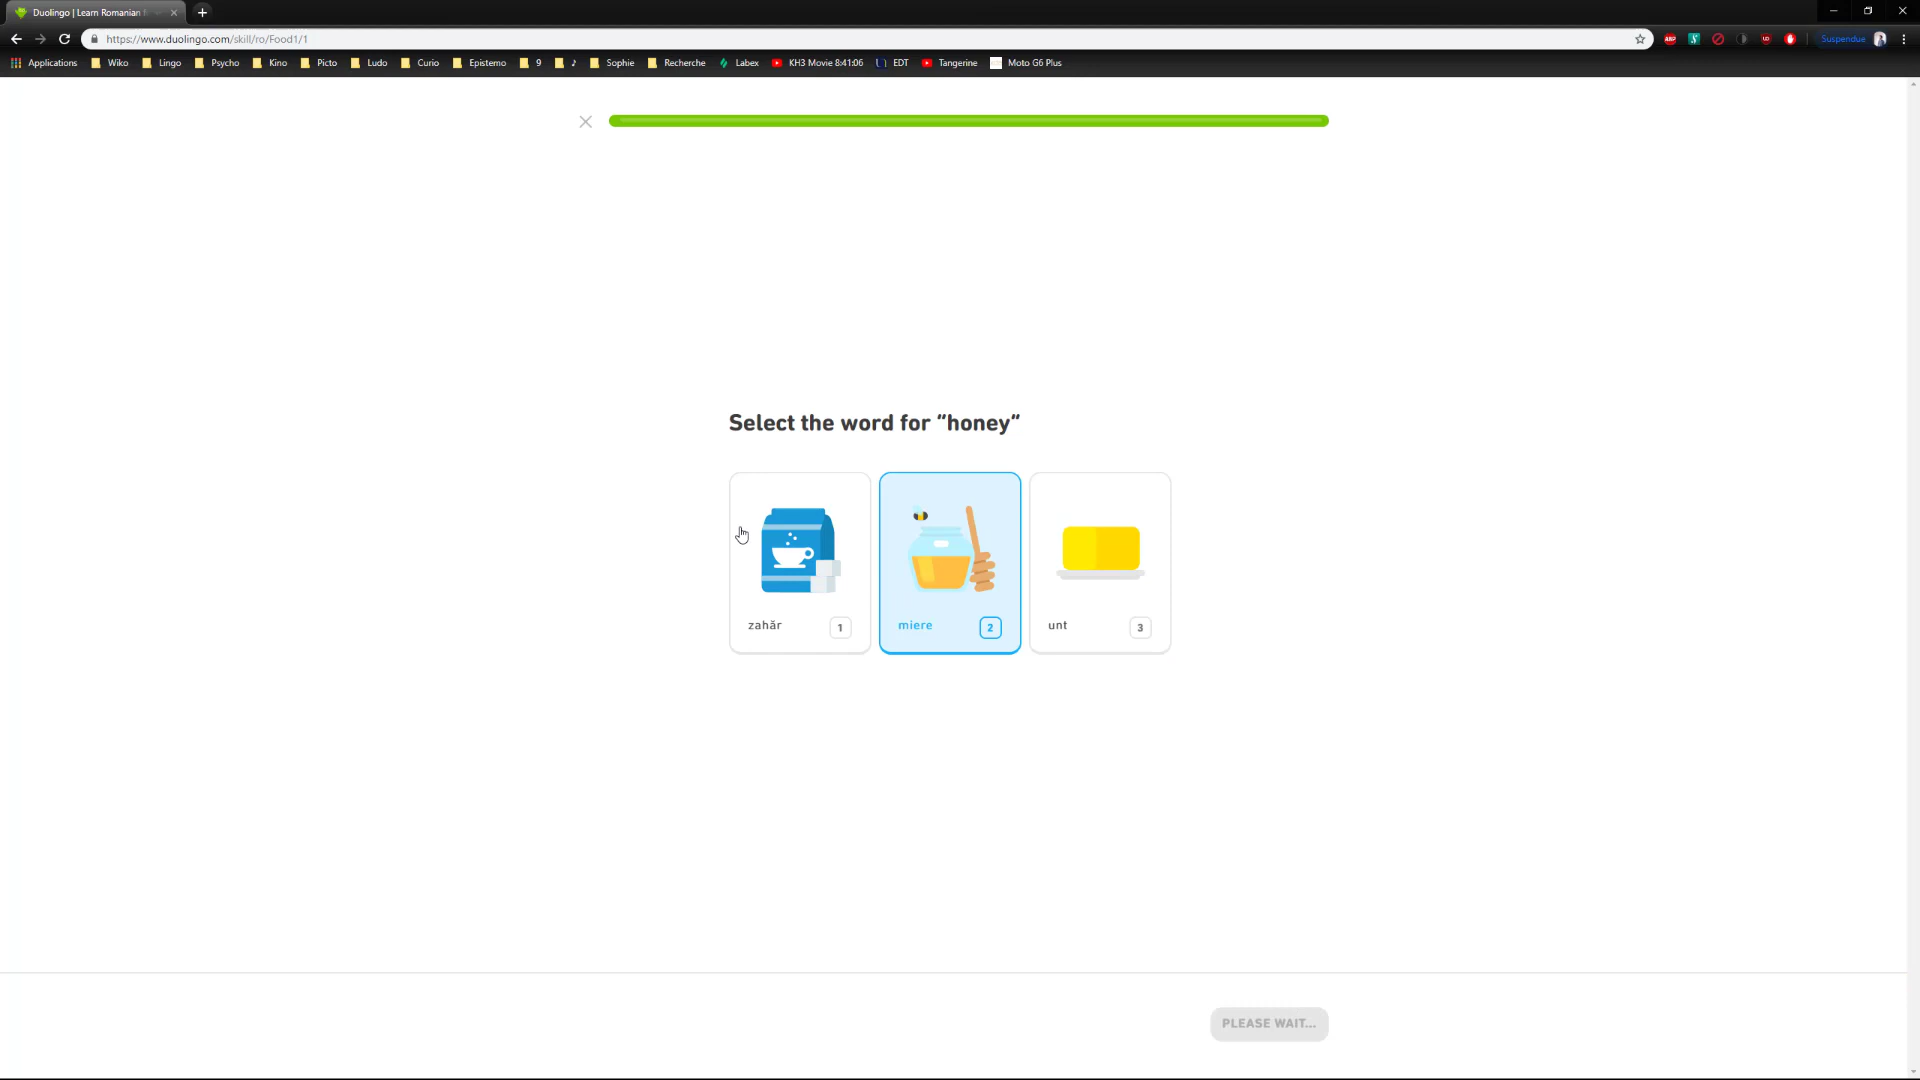 Duolingo | Learn Romanian
https://www.duolingo.com/skill/ro/Food1/1
Suspendue
Applications Wiko Lingo Psycho Kino Picto Ludo Curio Epistemo 9 ♪ Sophie Recherche Labex KH3 Movie 8:41:06 EDT Tangerine Moto G6 Plus
Select the word for “honey”
zahăr 1 miere 2 unt 3
PLEASE WAIT...